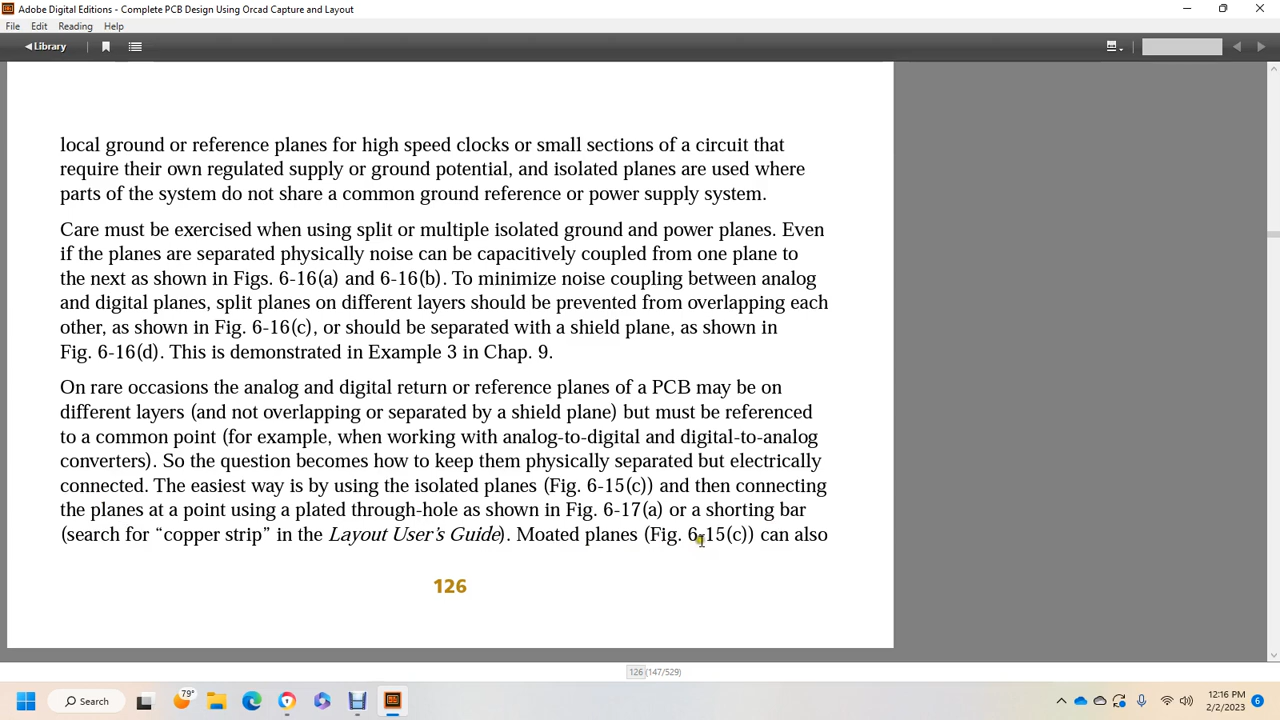 Adobe Digital Editions - Complete PCB Design Using Orcad Capture and Layout
File Edit Reading Help
Library
local ground or reference planes for high speed clocks or small sections of a circuit that
require their own regulated supply or ground potential, and isolated planes are used where
parts of the system do not share a common ground reference or power supply system.
Care must be exercised when using split or multiple isolated ground and power planes. Even
if the planes are separated physically noise can be capacitively coupled from one plane to
the next as shown in Figs. 6-16(a) and 6-16(b). To minimize noise coupling between analog
and digital planes, split planes on different layers should be prevented from overlapping each
other, as shown in Fig. 6-16(c), or should be separated with a shield plane, as shown in
Fig. 6-16(d). This is demonstrated in Example 3 in Chap. 9.
On rare occasions the analog and digital return or reference planes of a PCB may be on
different layers (and not overlapping or separated by a shield plane) but must be referenced
to a common point (for example, when working with analog-to-digital and digital-to-analog
converters). So the question becomes how to keep them physically separated but electrically
connected. The easiest way is by using the isolated planes (Fig. 6-15(c)) and then connecting
the planes at a point using a plated through-hole as shown in Fig. 6-17(a) or a shorting bar
(search for “copper strip” in the Layout User’s Guide). Moated planes (Fig. 6-15(c)) can also
126
126 (147/529)
Search
79°
12:16 PM
2/2/2023
6